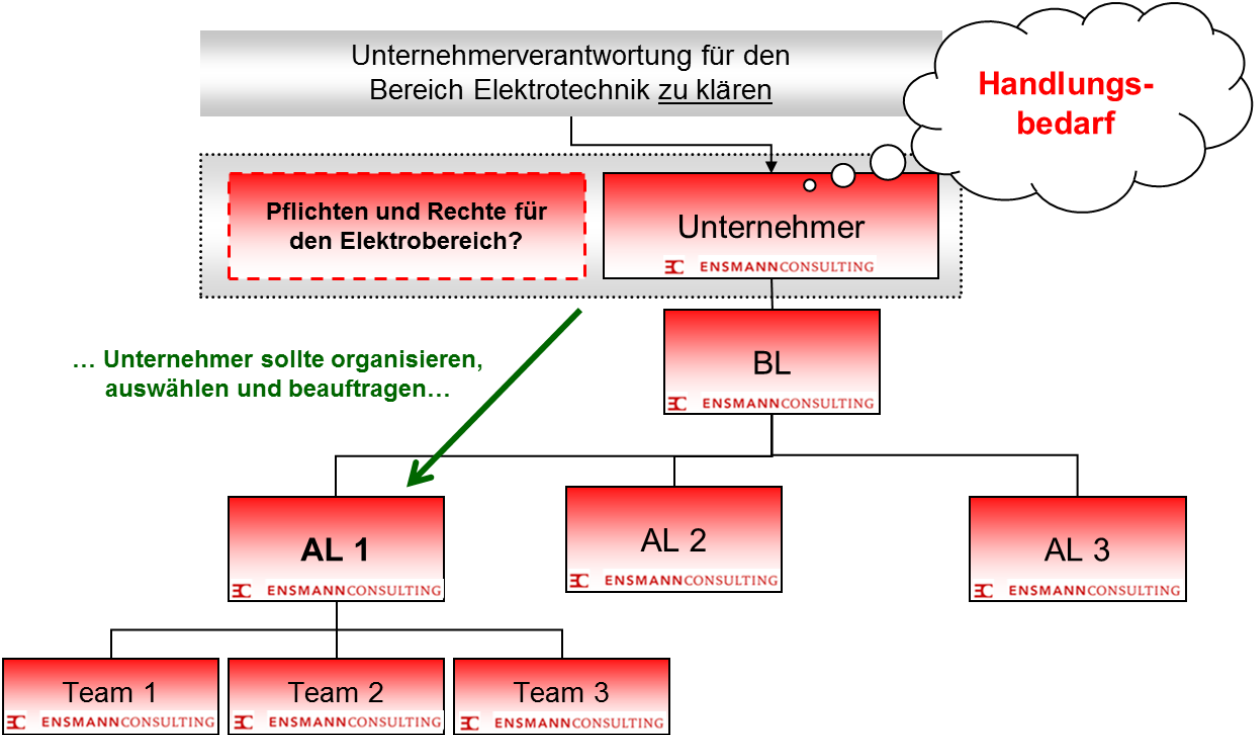 Unternehmerverantwortung für den
Bereich Elektrotechnik zu klären
Handlungs-
bedarf
Pflichten und Rechte für
den Elektrobereich?
Unternehmer
ENSMANNCONSULTING
… Unternehmer sollte organisieren,
auswählen und beauftragen…
BL
ENSMANNCONSULTING
AL 1
ENSMANNCONSULTING
AL 2
ENSMANNCONSULTING
AL 3
ENSMANNCONSULTING
Team 1
ENSMANNCONSULTING
Team 2
ENSMANNCONSULTING
Team 3
ENSMANNCONSULTING